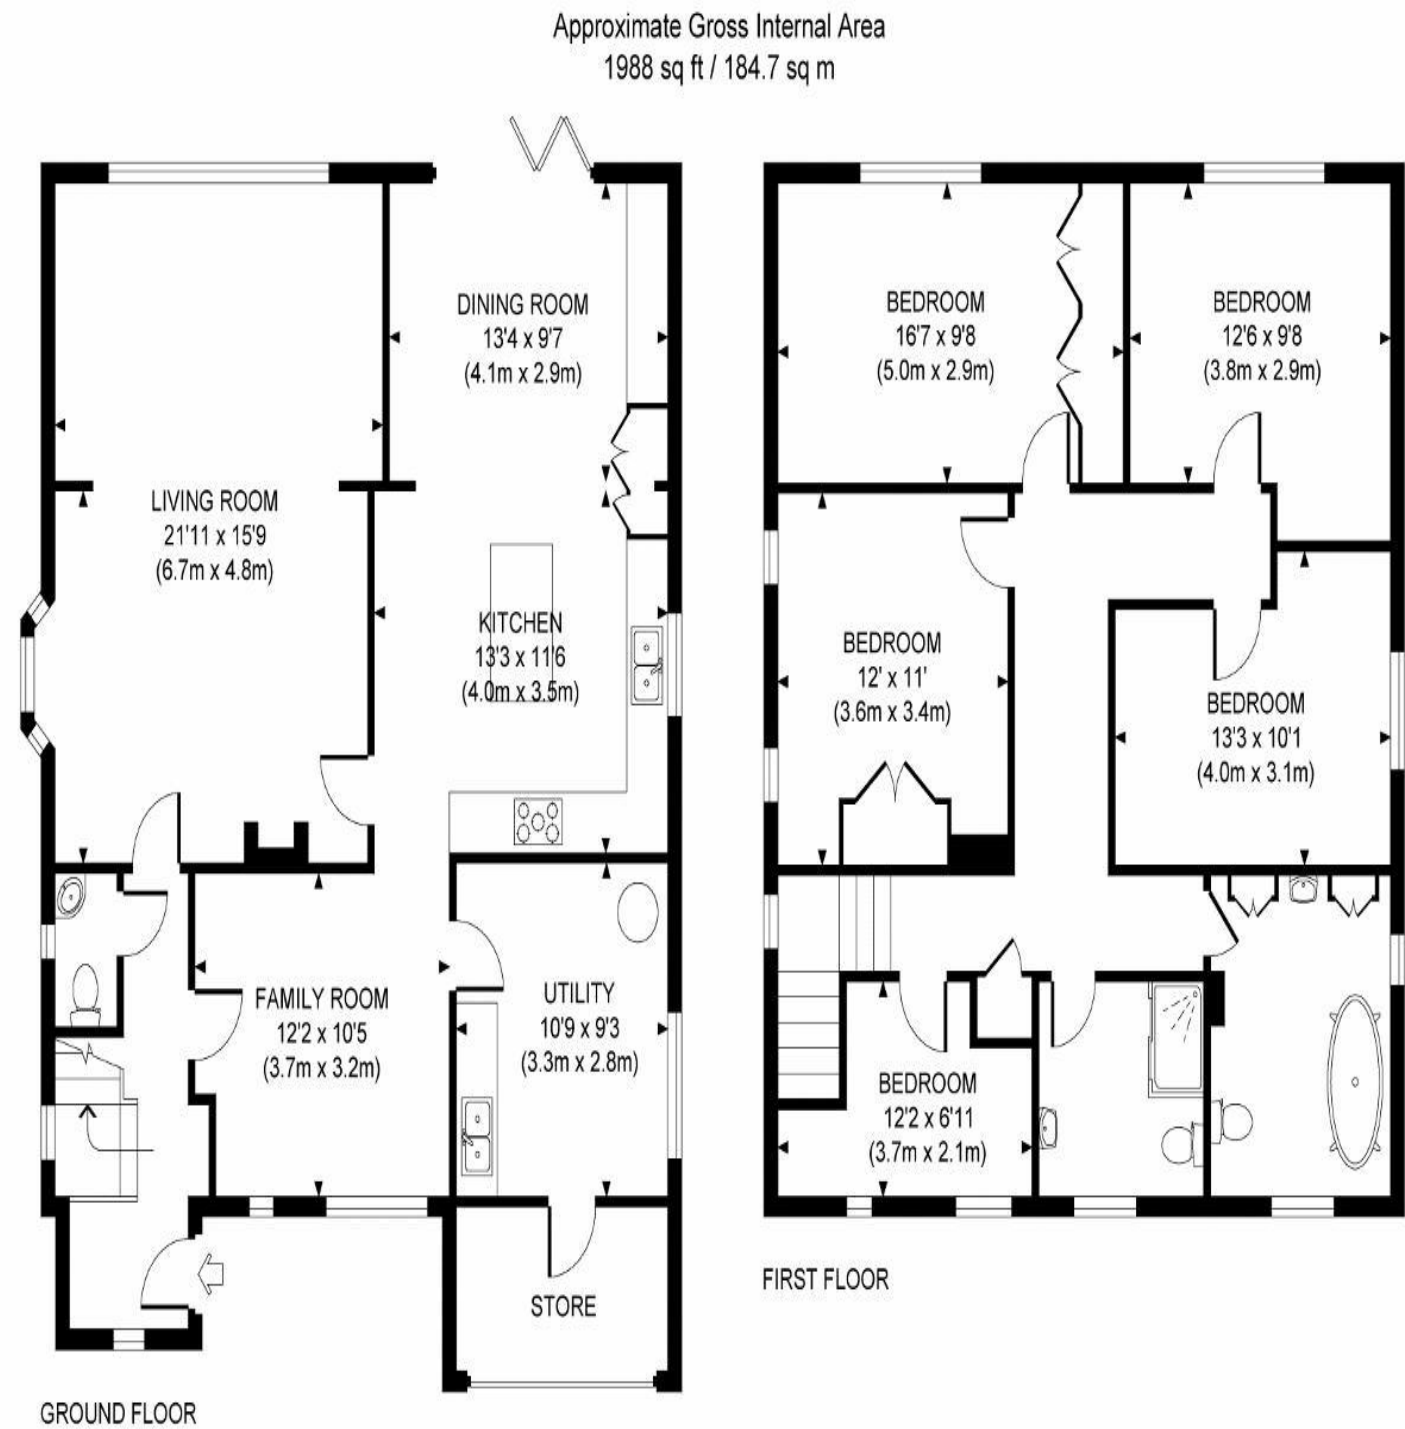 Approximate Gross Internal Area
1988 sq ft / 184.7 sq m
DINING ROOM
13'4 x 9'7
(4.1m x 2.9m)
LIVING ROOM
21'11 x 15'9
(6.7m x 4.8m)
KITCHEN
13'3 x 11'6
(4.0m x 3.5m)
FAMILY ROOM
12'2 x 10'5
(3.7m x 3.2m)
UTILITY
10'9 x 9'3
(3.3m x 2.8m)
STORE
GROUND FLOOR
BEDROOM
16'7 x 9'8
(5.0m x 2.9m)
BEDROOM
12'6 x 9'8
(3.8m x 2.9m)
BEDROOM
12' x 11'
(3.6m x 3.4m)
BEDROOM
13'3 x 10'1
(4.0m x 3.1m)
BEDROOM
12'2 x 6'11
(3.7m x 2.1m)
FIRST FLOOR